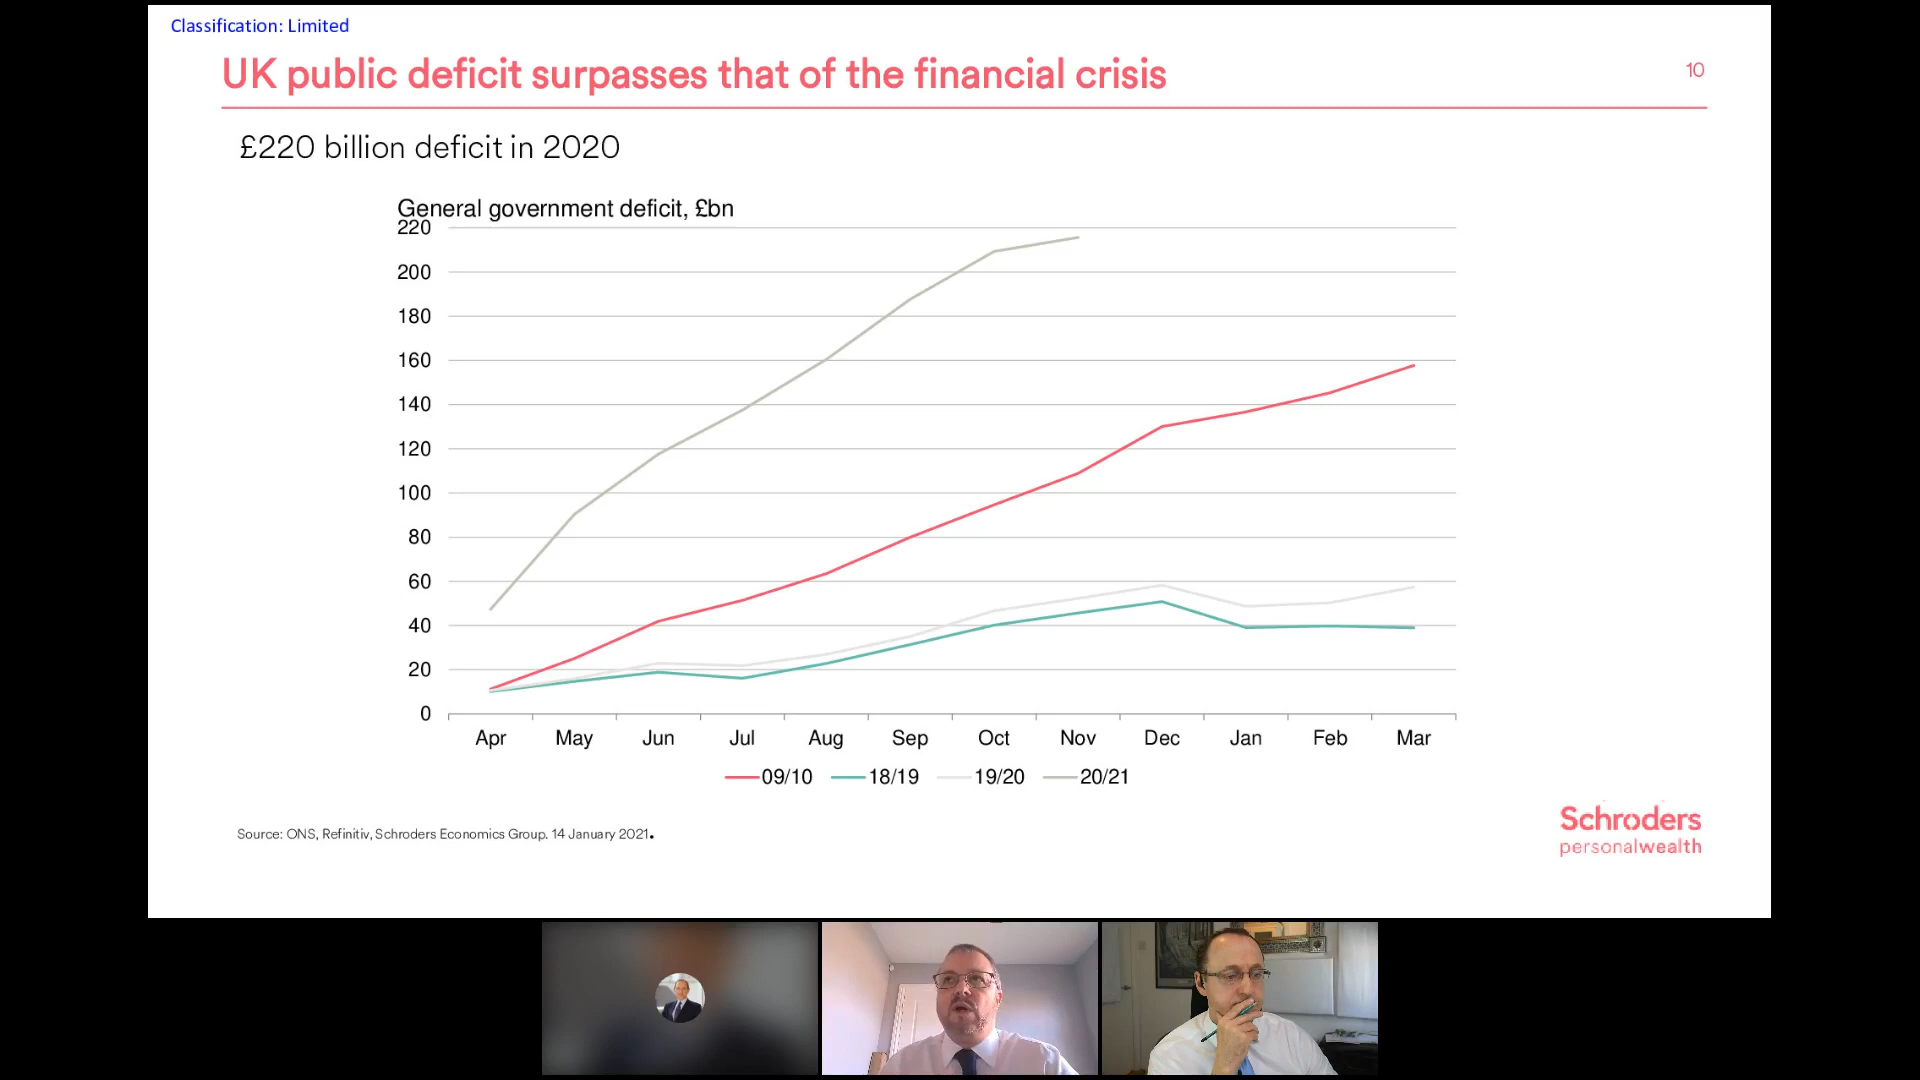 Classification: Limited
UK public deficit surpasses that of the financial crisis
10
£220 billion deficit in 2020
General government deficit, £bn
220
200
180
160
140
120
100
80
60
40
20
0
Apr May Jun Jul Aug Sep Oct Nov Dec Jan Feb Mar
09/10 18/19 19/20 20/21
Source: ONS, Refinitiv, Schroders Economics Group. 14 January 2021.
Schroders
personalwealth